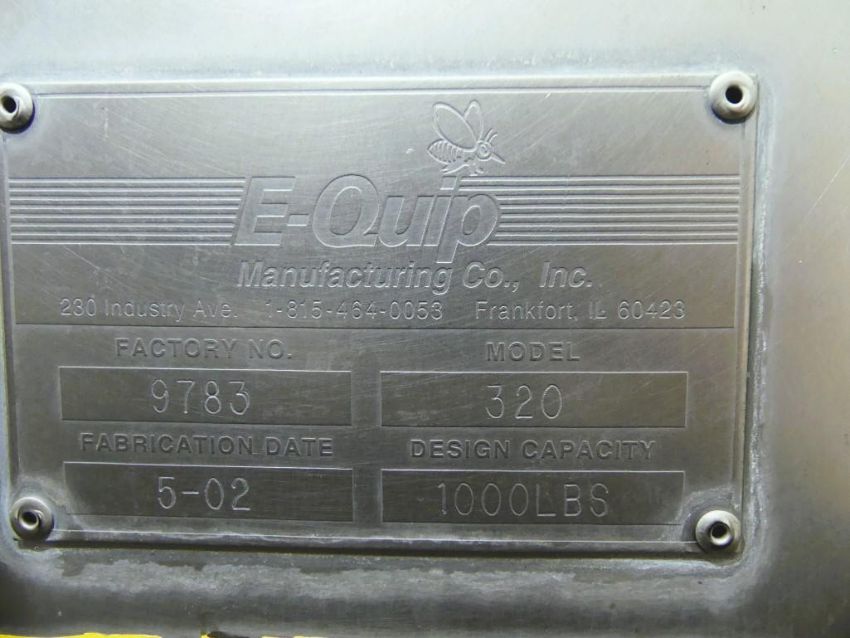 E-Quip
Manufacturing Co., Inc.
230 Industry Ave. 1-815-464-0053 Frankfort, IL 60423
FACTORY NO. MODEL
9783 320
FABRICATION DATE DESIGN CAPACITY
5-02 1000LBS